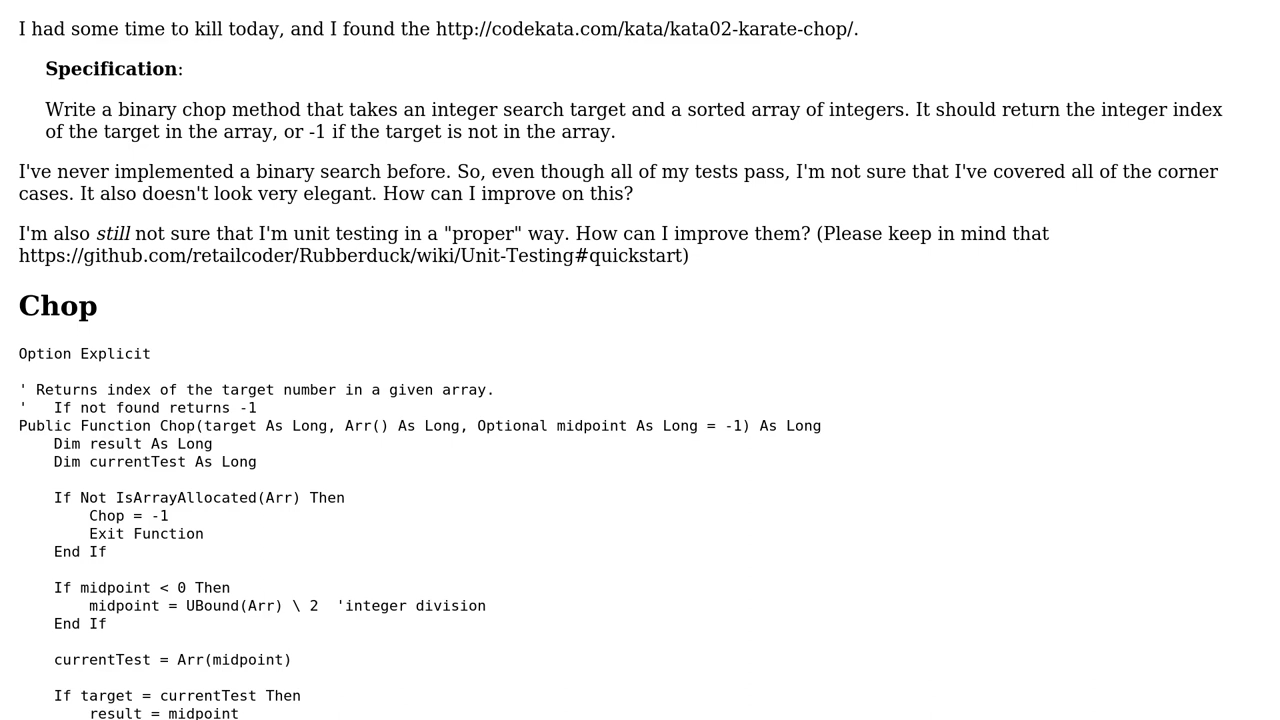 I had some time to kill today, and I found the http://codekata.com/kata/kata02-karate-chop/.
Specification:
Write a binary chop method that takes an integer search target and a sorted array of integers. It should return the integer index
of the target in the array, or -1 if the target is not in the array.
I've never implemented a binary search before. So, even though all of my tests pass, I'm not sure that I've covered all of the corner
cases. It also doesn't look very elegant. How can I improve on this?
I'm also still not sure that I'm unit testing in a "proper" way. How can I improve them? (Please keep in mind that
https://github.com/retailcoder/Rubberduck/wiki/Unit-Testing#quickstart)
Chop
Option Explicit
' Returns index of the target number in a given array.
'   If not found returns -1
Public Function Chop(target As Long, Arr() As Long, Optional midpoint As Long = -1) As Long
    Dim result As Long
    Dim currentTest As Long
    If Not IsArrayAllocated(Arr) Then
        Chop = -1
        Exit Function
    End If
    If midpoint < 0 Then
        midpoint = UBound(Arr) \ 2  'integer division
    End If
    currentTest = Arr(midpoint)
    If target = currentTest Then
        result = midpoint